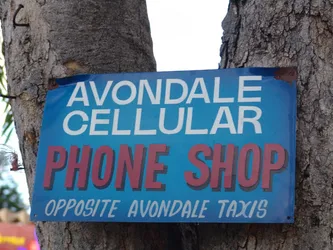 AVONDALE
CELLULAR
PHONE SHOP
OPPOSITE AVONDALE TAXIS